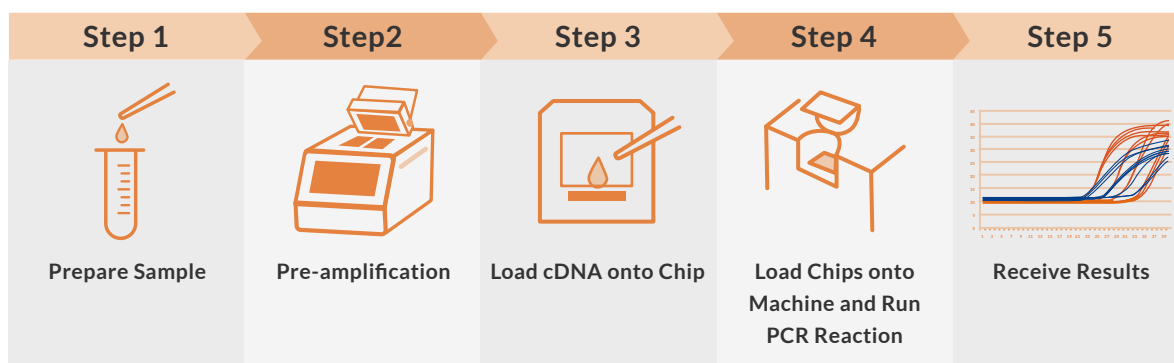 Step 1
Step2
Step 3
Step 4
Step 5
Prepare Sample
Pre-amplification
Load cDNA onto Chip
Load Chips onto
Machine and Run
PCR Reaction
Receive Results